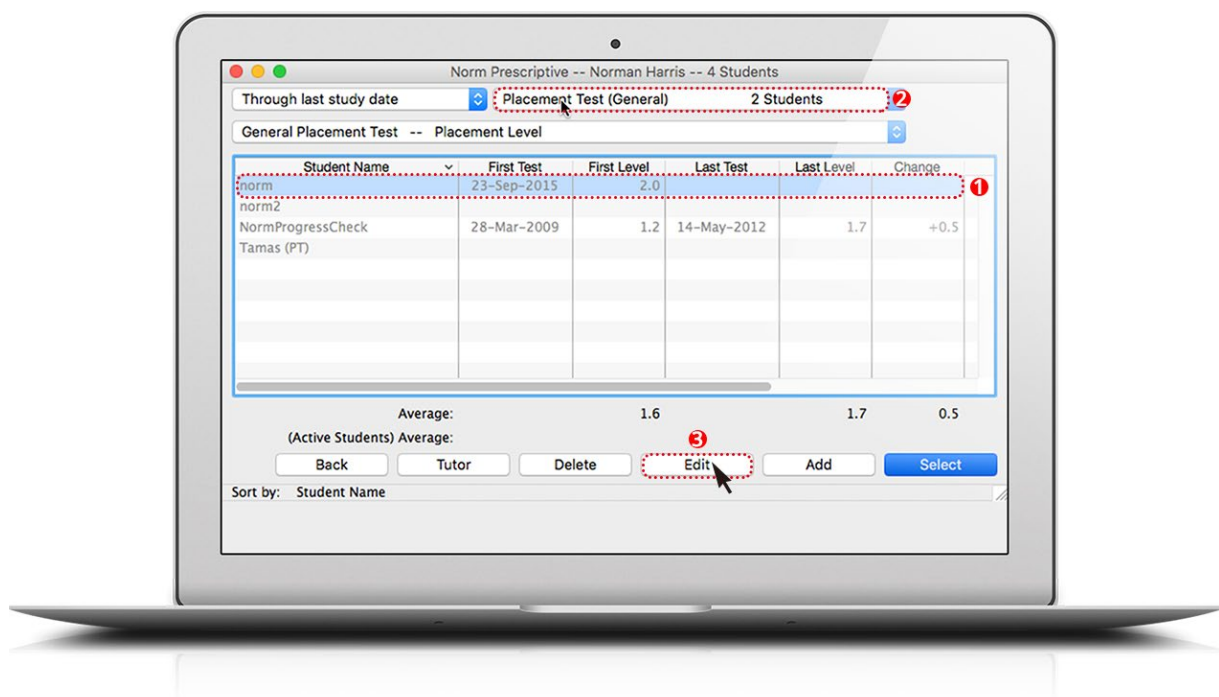 Norm Prescriptive -- Norman Harris -- 4 Students
Through last study date Placement Test (General) 2 Students 2
General Placement Test -- Placement Level
Student Name First Test First Level Last Test Last Level Change
norm 23-Sep-2015 2.0 1
norm2
NormProgressCheck 28-Mar-2009 1.2 14-May-2012 1.7 +0.5
Tamas (PT)
Average: 1.6 1.7 0.5
(Active Students) Average: 3
Back Tutor Delete Edit Add Select
Sort by: Student Name